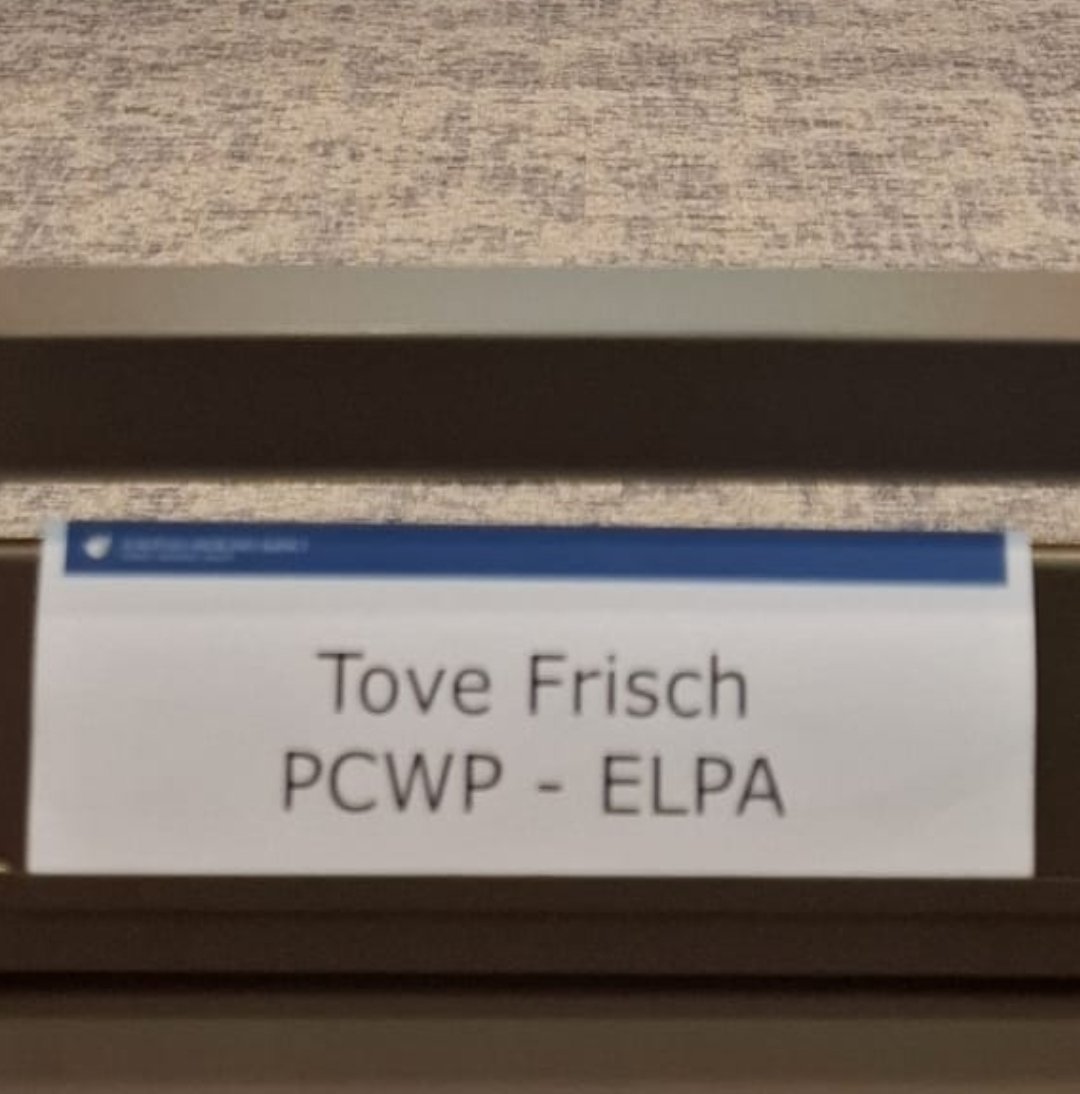 Tove Frisch
PCWP - ELPA